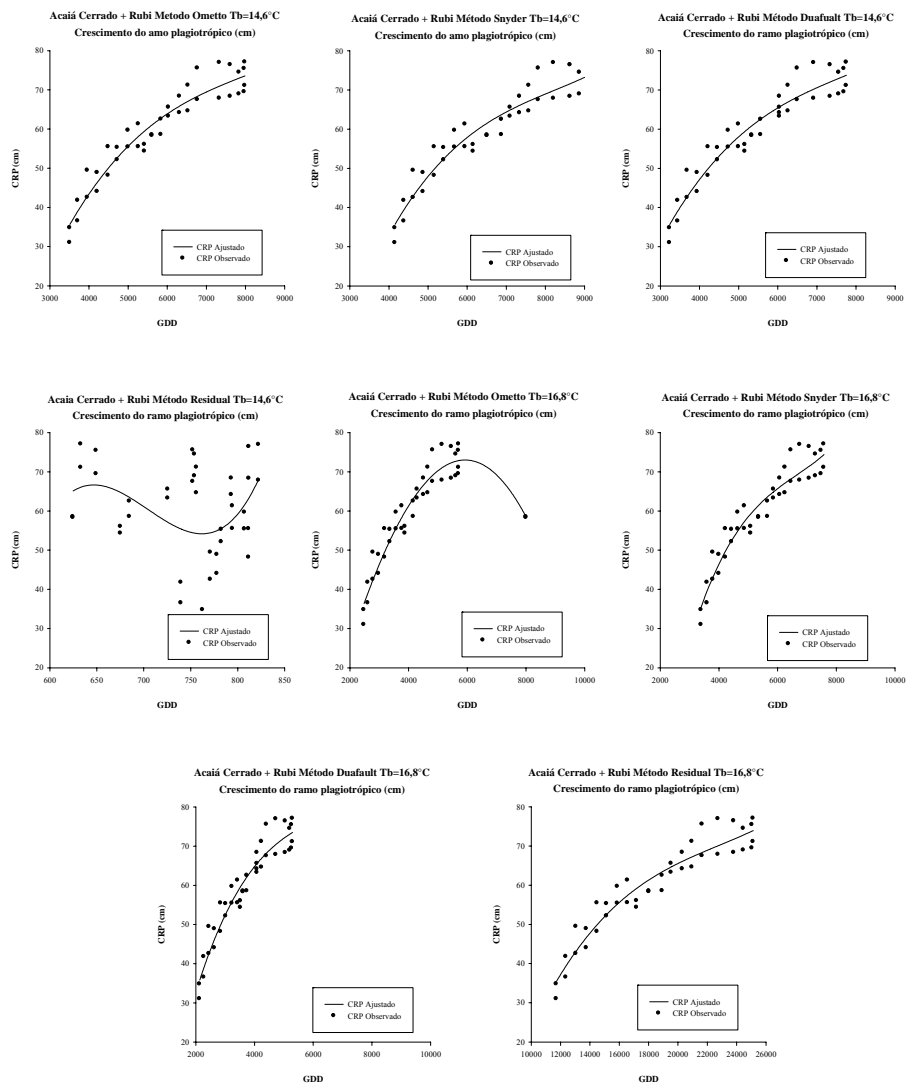 Acaiá Cerrado + Rubi Metodo Ometto Tb=14,6°C
Crescimento do amo plagiotrópico (cm)
80
70
60
50
40
30
20
CRP (cm)
CRP Ajustado
CRP Observado
3000 4000 5000 6000 7000 8000 9000
GDD
Acaiá Cerrado + Rubi Método Snyder Tb=14,6°C
Crescimento do amo plagiotrópico (cm)
80
70
60
50
40
30
20
CRP (cm)
CRP Ajustado
CRP Observado
3000 4000 5000 6000 7000 8000 9000
GDD
Acaiá Cerrado + Rubi Método Duafualt Tb=14,6°C
Crescimento do ramo plagiotrópico (cm)
80
70
60
50
40
30
20
CRP (cm)
CRP Ajustado
CRP Observado
3000 4000 5000 6000 7000 8000 9000
GDD
Acaia Cerrado + Rubi Método Residual Tb=14,6°C
Crescimento do ramo plagiotrópico (cm)
80
70
60
50
40
30
20
CRP (cm)
CRP Ajustado
CRP Observado
600 650 700 750 800 850
GDD
Acaiá Cerrado + Rubi Método Ometto Tb=16,8°C
Crescimento do ramo plagiotrópico (cm)
80
70
60
50
40
30
20
CRP (cm)
CRP Ajustado
CRP Observado
2000 4000 6000 8000 10000
GDD
Acaiá Cerrado + Rubi Método Snyder Tb=16,8°C
Crescimento do ramo plagiotrópico (cm)
80
70
60
50
40
30
20
CRP (cm)
CRP Ajustado
CRP Observado
2000 4000 6000 8000 10000
GDD
Acaiá Cerrado + Rubi Método Duafault Tb=16,8°C
Crescimento do ramo plagiotrópico (cm)
80
70
60
50
40
30
20
CRP (cm)
CRP Ajustado
CRP Observado
2000 4000 6000 8000 10000
GDD
Acaiá Cerrado + Rubi Método Residual Tb=16,8°C
Crescimento do ramo plagiotrópico (cm)
80
70
60
50
40
30
20
CRP (cm)
CRP Ajustado
CRP Observado
10000 12000 14000 16000 18000 20000 22000 24000 26000
GDD